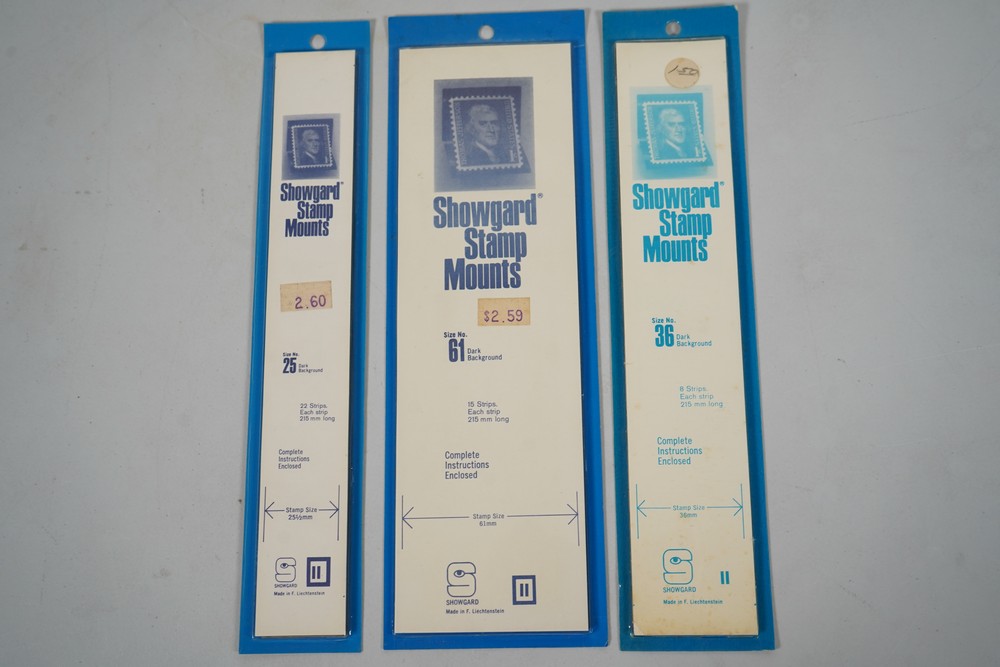 Showgard®
Stamp
Mounts
2.60
Size No.
25 Dark
Background
22 Strips.
Each strip
215 mm long
Complete
Instructions
Enclosed
Stamp Size
25½mm
SHOWGARD
Made in F. Liechtenstein
Showgard®
Stamp
Mounts
$2.59
Size No.
61 Dark
Background
15 Strips.
Each strip
215 mm long
Complete
Instructions
Enclosed
Stamp Size
61mm
SHOWGARD
Made in F. Liechtenstein
Showgard®
Stamp
Mounts
Size No.
36 Dark
Background
8 Strips.
Each strip
215 mm long
Complete
Instructions
Enclosed
Stamp Size
36mm
SHOWGARD
Made in F. Liechtenstein